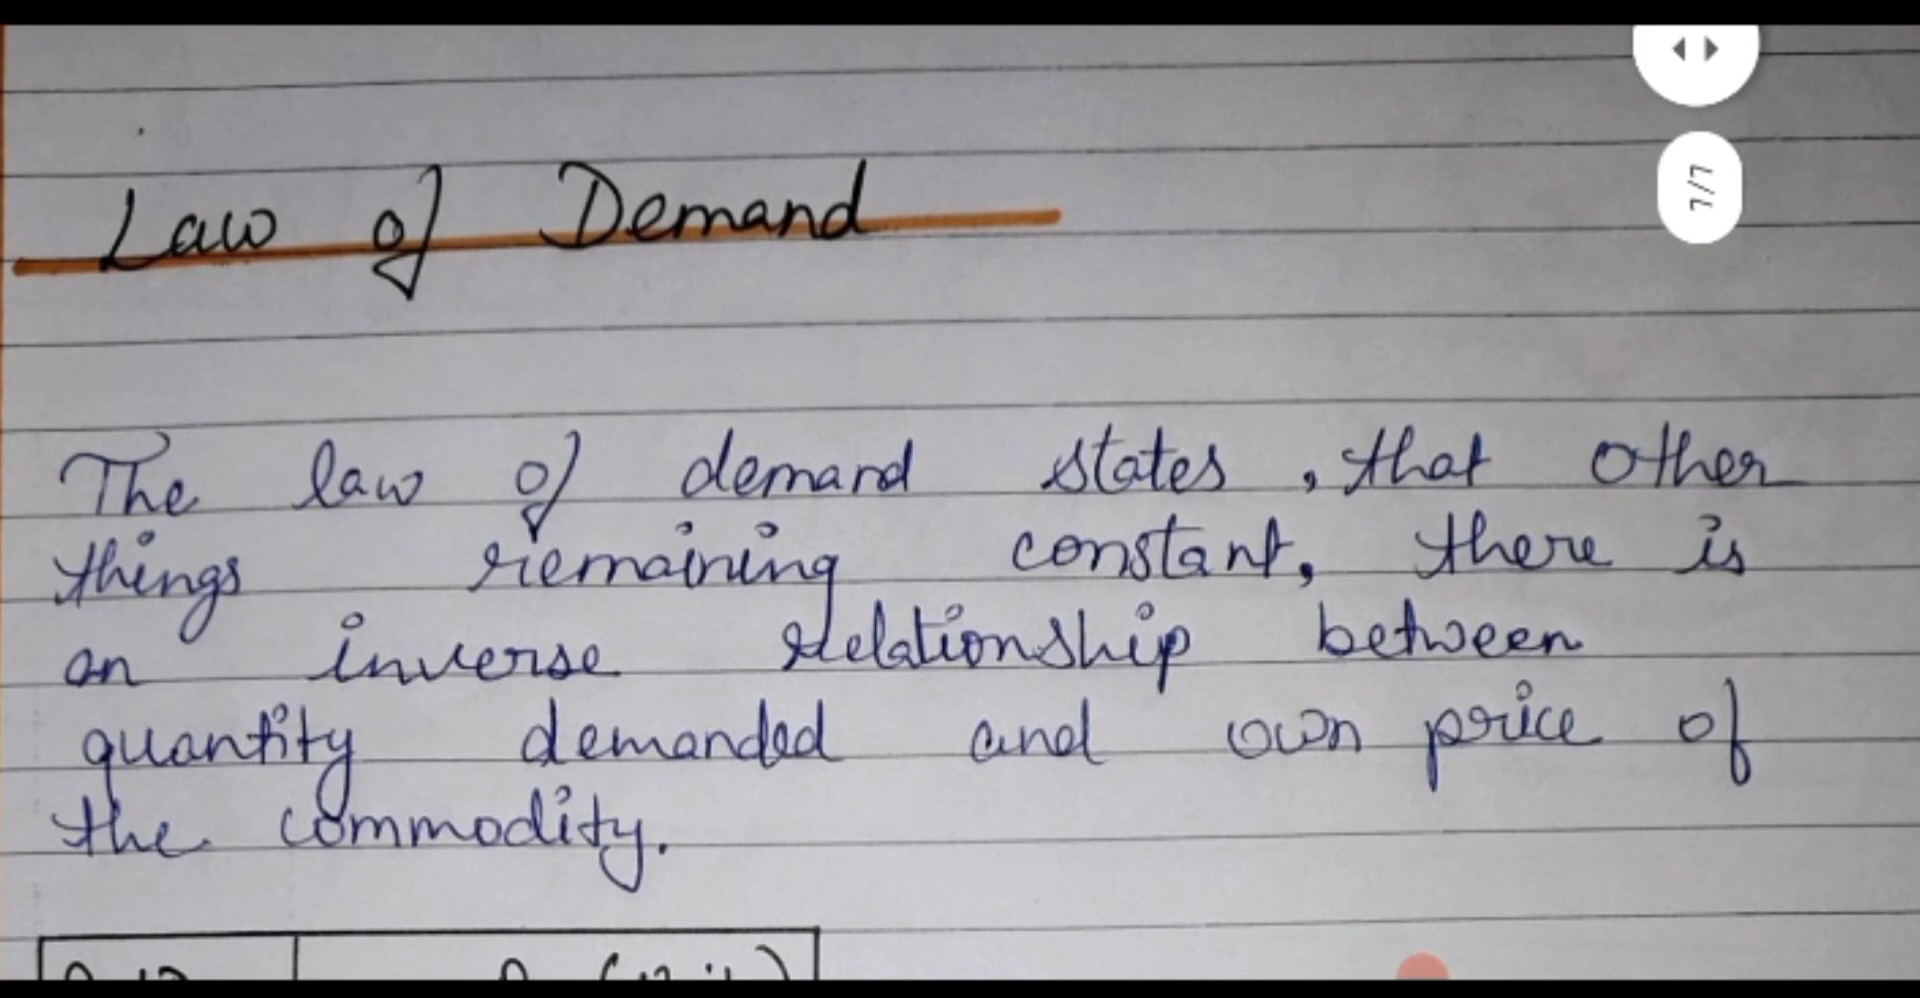 Law of Demand
The law of demand states, that other
things remaining constant, there is
an inverse relationship between
quantity demanded and own price of
the commodity.